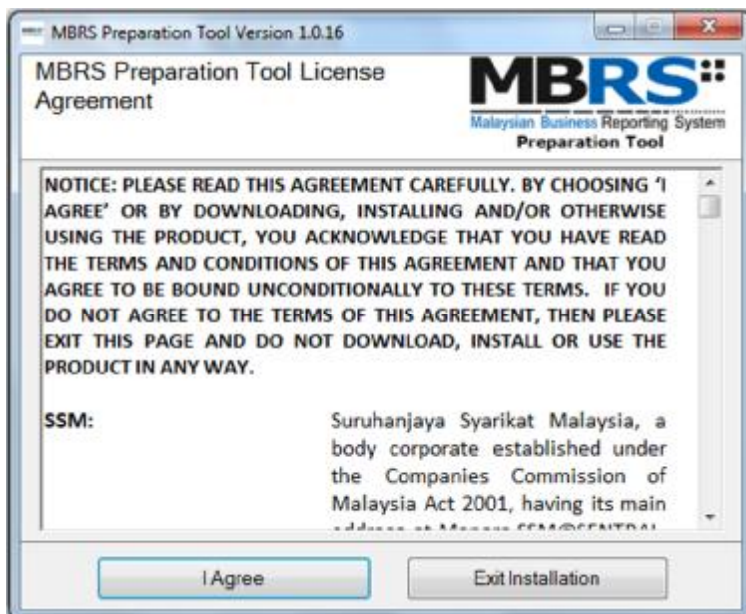 MBRS Preparation Tool Version 1.0.16
MBRS Preparation Tool License
Agreement
MBRS
Malaysian Business Reporting System
Preparation Tool
NOTICE: PLEASE READ THIS AGREEMENT CAREFULLY. BY CHOOSING ‘I
AGREE’ OR BY DOWNLOADING, INSTALLING AND/OR OTHERWISE
USING THE PRODUCT, YOU ACKNOWLEDGE THAT YOU HAVE READ
THE TERMS AND CONDITIONS OF THIS AGREEMENT AND THAT YOU
AGREE TO BE BOUND UNCONDITIONALLY TO THESE TERMS. IF YOU
DO NOT AGREE TO THE TERMS OF THIS AGREEMENT, THEN PLEASE
EXIT THIS PAGE AND DO NOT DOWNLOAD, INSTALL OR USE THE
PRODUCT IN ANY WAY.
SSM: Suruhanjaya Syarikat Malaysia, a
body corporate established under
the Companies Commission of
Malaysia Act 2001, having its main
address at Menara SSM@SENTRAL
I Agree
Exit Installation